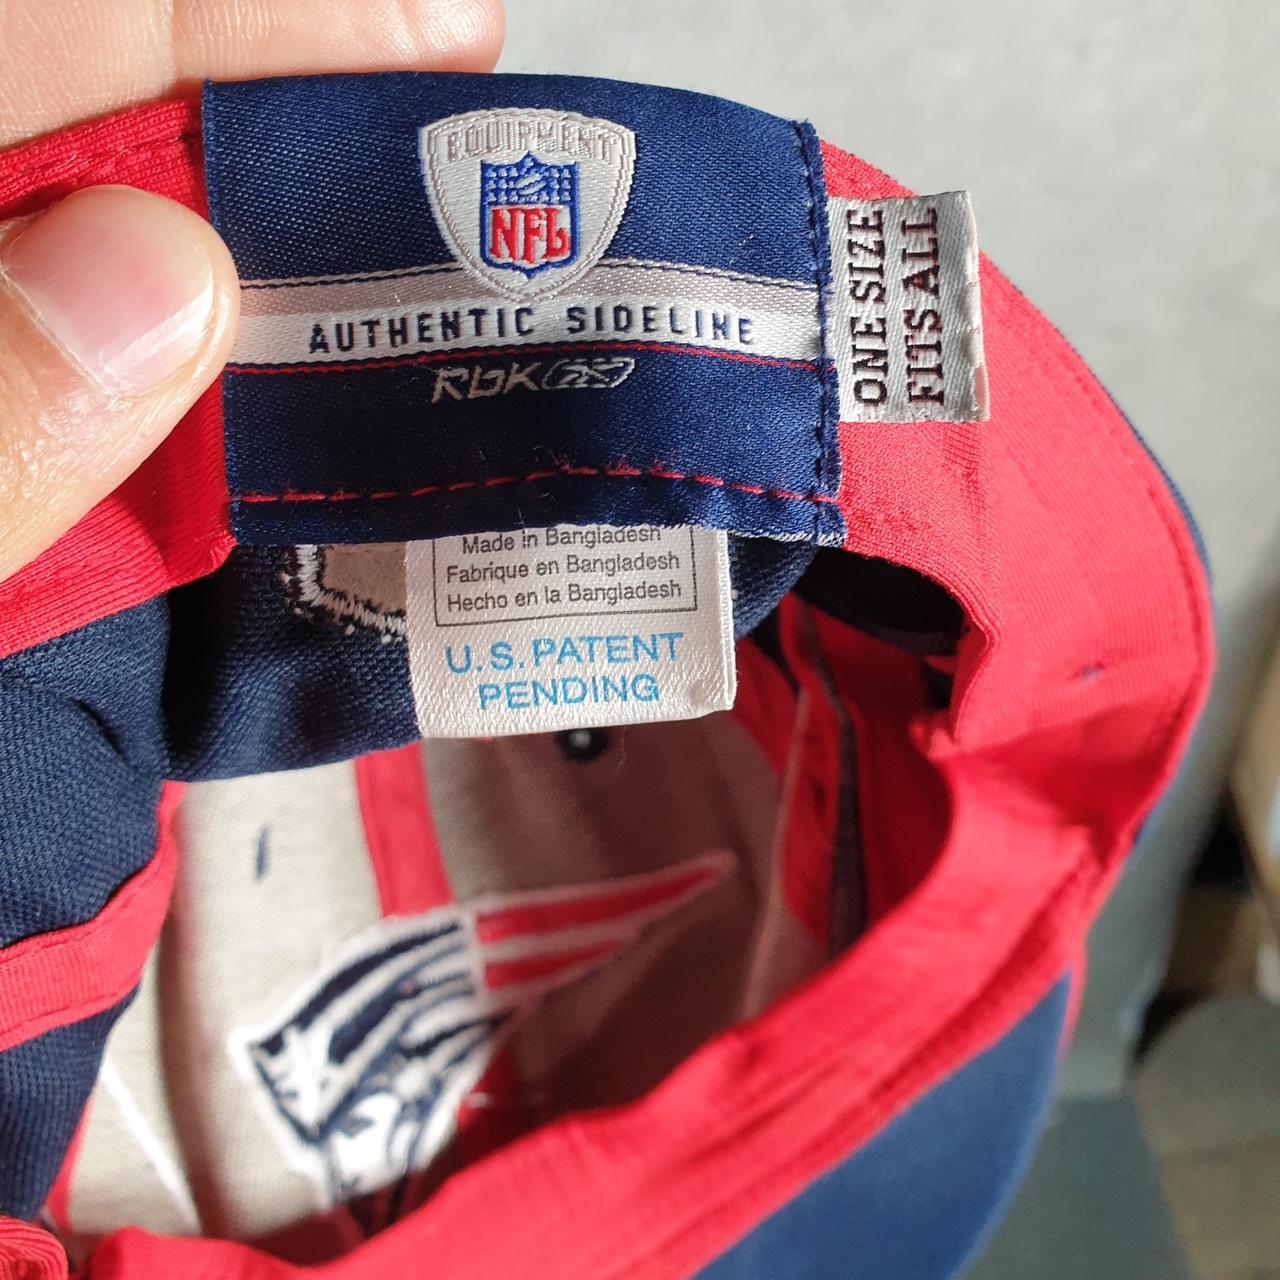 EQUIPMENT
NFL
AUTHENTIC SIDELINE
RbK
ONE SIZE
FITS ALL
Made in Bangladesh
Fabrique en Bangladesh
Hecho en la Bangladesh
U.S. PATENT
PENDING